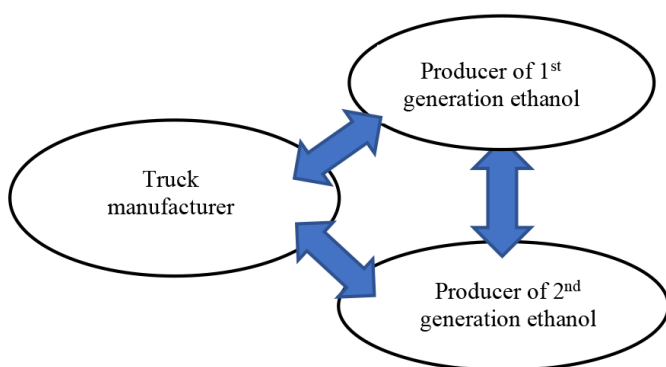 Producer of 1st
generation ethanol
Truck
manufacturer
Producer of 2nd
generation ethanol